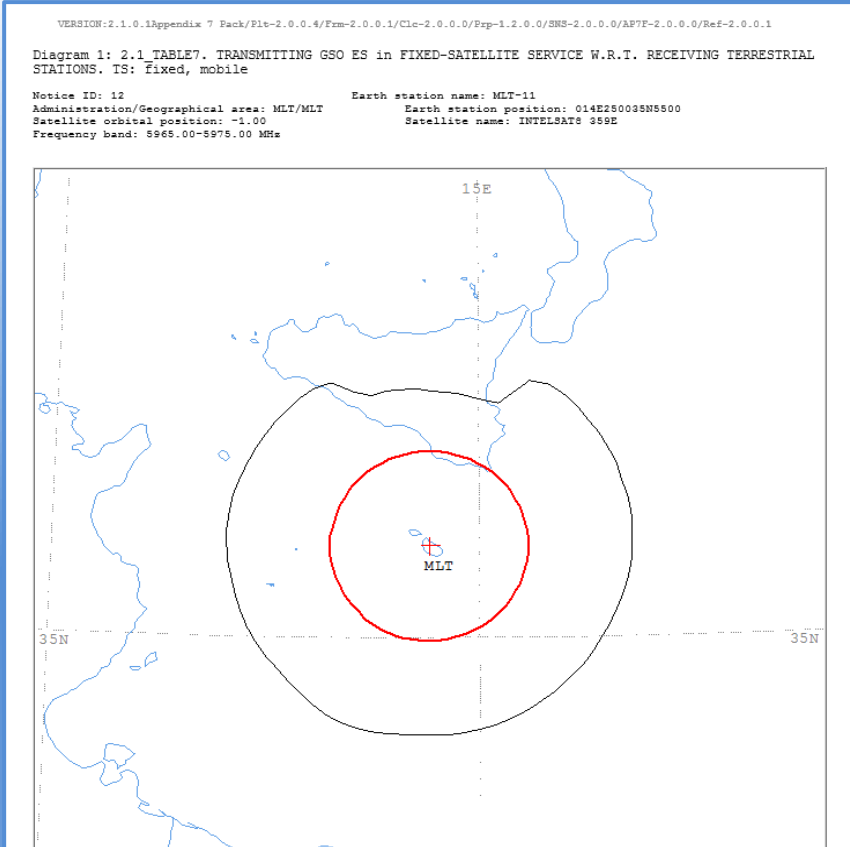 VERSION:2.1.0.1Appendix 7 Pack/Plt-2.0.0.4/Frm-2.0.0.1/Clc-2.0.0.0/Prp-1.2.0.0/SNS-2.0.0.0/AP7F-2.0.0.0/Ref-2.0.0.1
Diagram 1: 2.1_TABLE7. TRANSMITTING GSO ES in FIXED-SATELLITE SERVICE W.R.T. RECEIVING TERRESTRIAL
STATIONS. TS: fixed, mobile
Notice ID: 12 Earth station name: MLT-11
Administration/Geographical area: MLT/MLT Earth station position: 014E250035N5500
Satellite orbital position: -1.00 Satellite name: INTELSAT8 359E
Frequency band: 5965.00-5975.00 MHz
15E
MLT
35N 35N